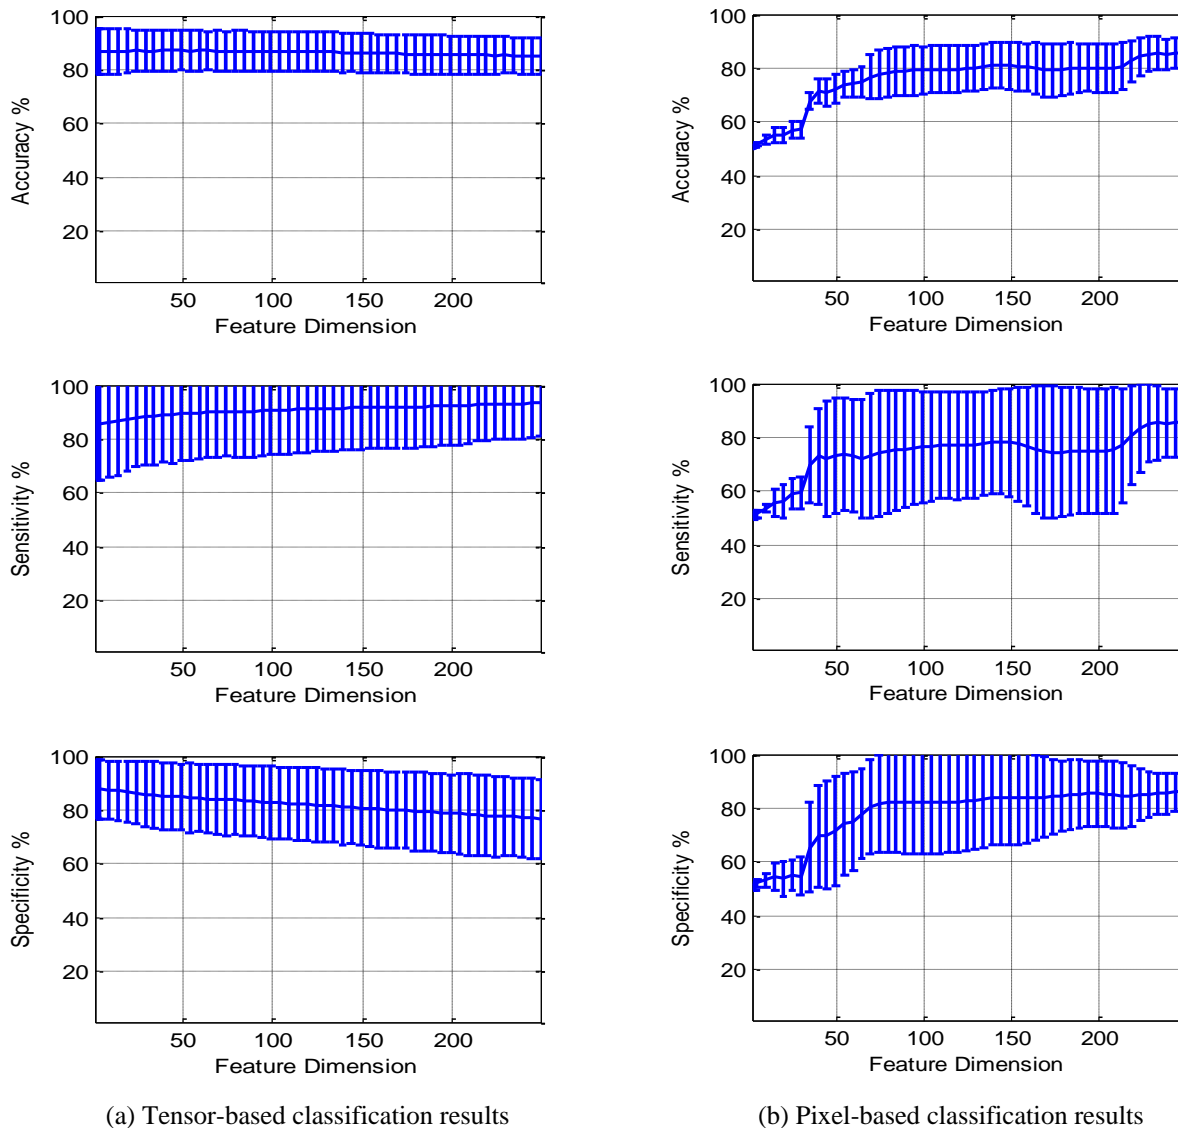 100
80
60
40
20
Accuracy %
50 100 150 200
Feature Dimension
100
80
60
40
20
Sensitivity %
50 100 150 200
Feature Dimension
100
80
60
40
20
Specificity %
50 100 150 200
Feature Dimension
(a) Tensor-based classification results
100
80
60
40
20
Accuracy %
50 100 150 200
Feature Dimension
100
80
60
40
20
Sensitivity %
50 100 150 200
Feature Dimension
100
80
60
40
20
Specificity %
50 100 150 200
Feature Dimension
(b) Pixel-based classification results